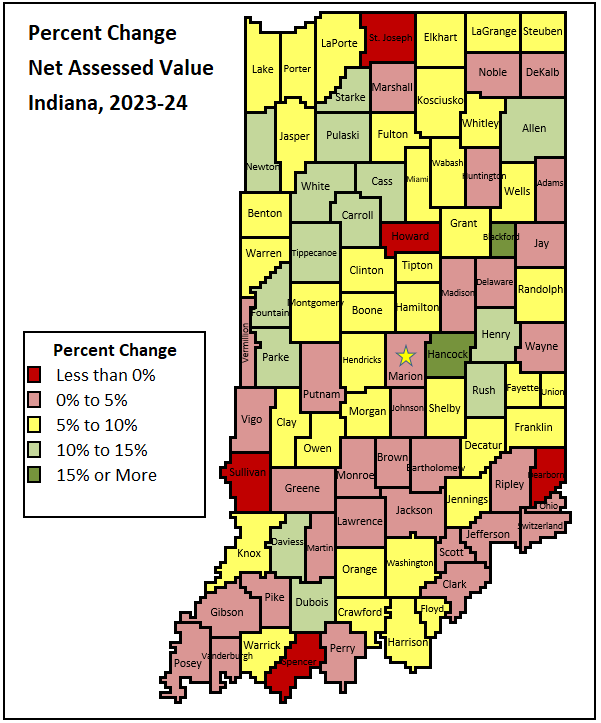 Percent Change
Net Assessed Value
Indiana, 2023-24
St. Joseph
Elkhart
LaGrange
Steuben
LaPorte
Lake
Porter
Noble
DeKalb
Marshall
Starke
Kosciusko
Whitley
Allen
Jasper
Pulaski
Fulton
Newton
Wabash
Huntington
Miami
Cass
White
Wells
Adams
Benton
Carroll
Grant
Howard
Blackford
Jay
Warren
Tippecanoe
Clinton
Tipton
Madison
Delaware
Randolph
Montgomery
Boone
Hamilton
Fountain
Henry
Wayne
Vermillion
Parke
Hendricks
Marion
Hancock
Putnam
Rush
Fayette
Union
Vigo
Clay
Morgan
Johnson
Shelby
Franklin
Owen
Decatur
Sullivan
Monroe
Brown
Bartholomew
Ripley
Dearborn
Greene
Jennings
Ohio
Lawrence
Jackson
Jefferson
Switzerland
Knox
Daviess
Martin
Scott
Orange
Washington
Clark
Gibson
Pike
Dubois
Crawford
Floyd
Harrison
Posey
Vanderburgh
Warrick
Spencer
Perry
Percent Change
Less than 0%
0% to 5%
5% to 10%
10% to 15%
15% or More